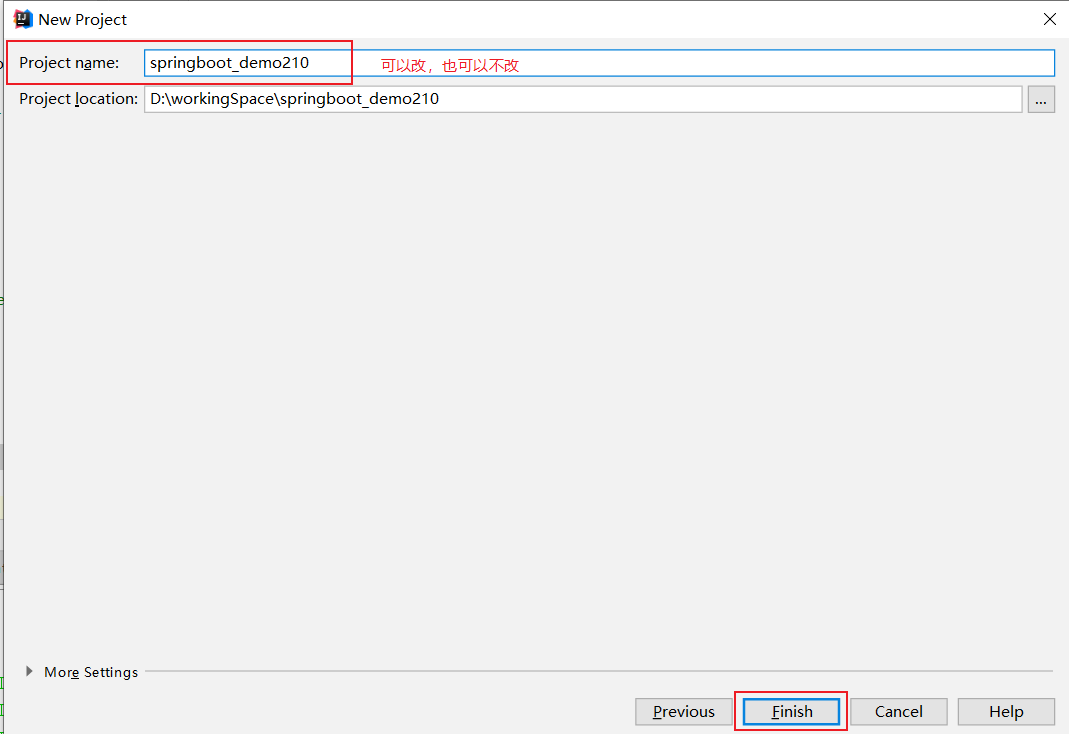 New Project
Project name: springboot_demo210 可以改，也可以不改
Project location: D:\workingSpace\springboot_demo210 ...
More Settings
Previous Finish Cancel Help